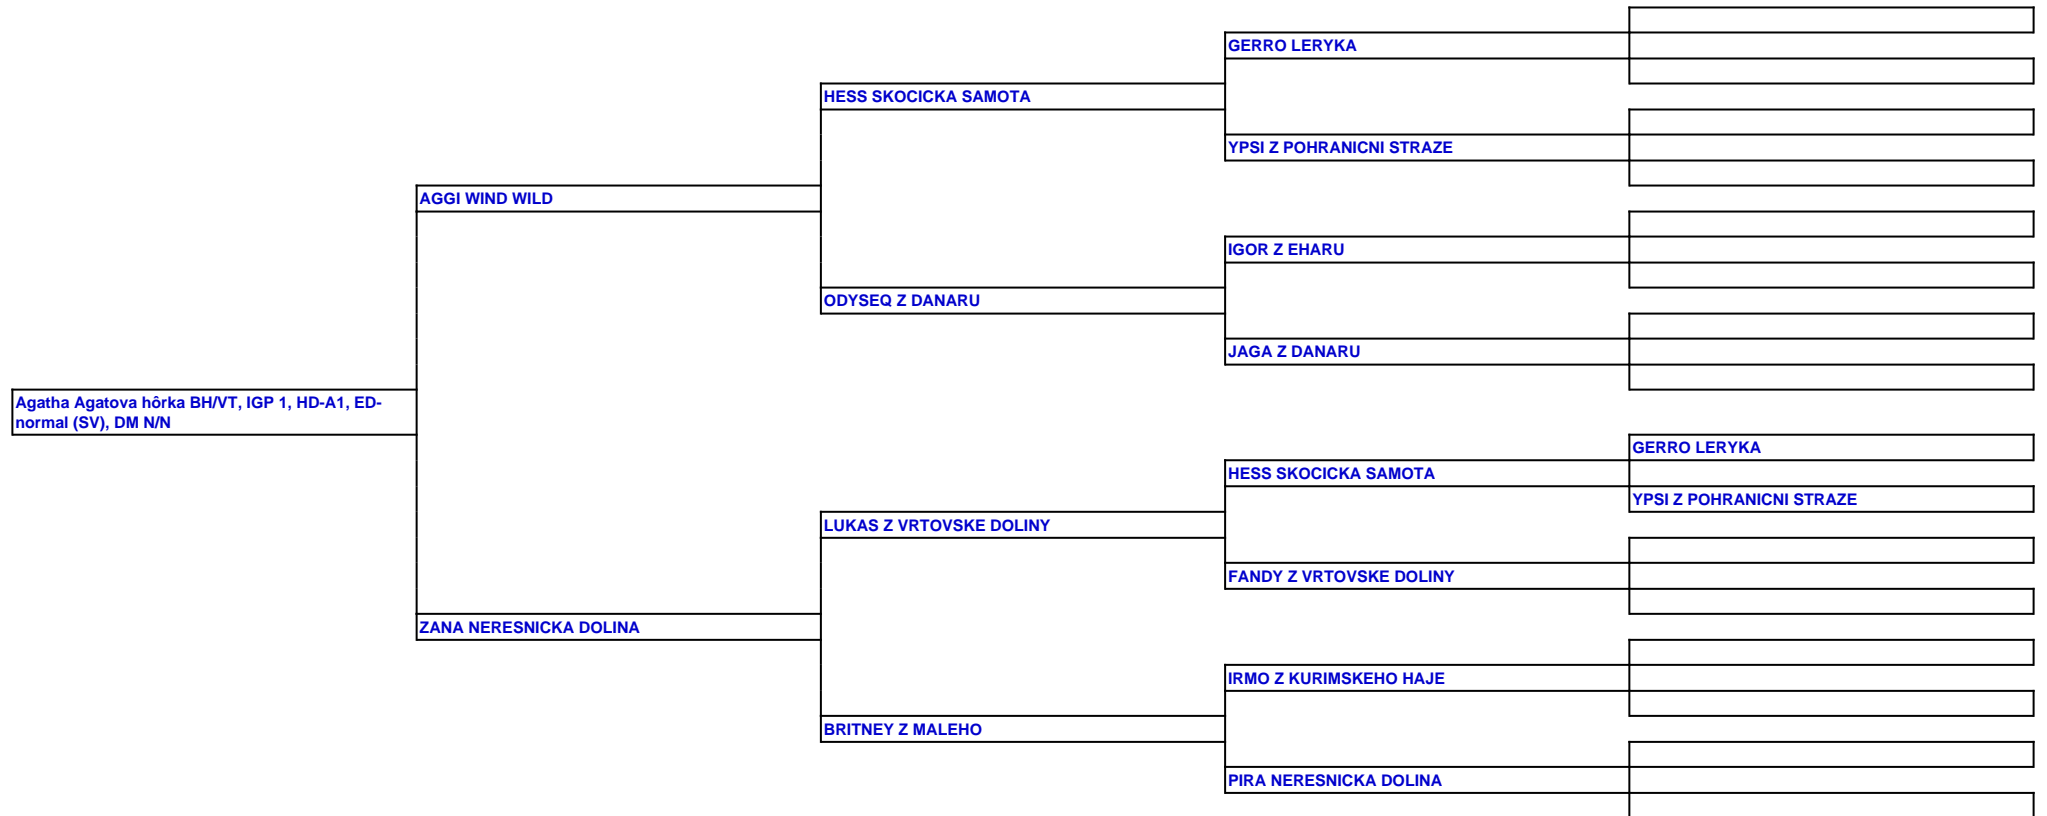 GERRO LERYKA
HESS SKOCICKA SAMOTA
YPSI Z POHRANICNI STRAZE
AGGI WIND WILD
IGOR Z EHARU
ODYSEQ Z DANARU
JAGA Z DANARU
Agatha Agatova hôrka BH/VT, IGP 1, HD-A1, ED-
normal (SV), DM N/N
GERRO LERYKA
HESS SKOCICKA SAMOTA
YPSI Z POHRANICNI STRAZE
LUKAS Z VRTOVSKE DOLINY
FANDY Z VRTOVSKE DOLINY
ZANA NERESNICKA DOLINA
IRMO Z KURIMSKEHO HAJE
BRITNEY Z MALEHO
PIRA NERESNICKA DOLINA